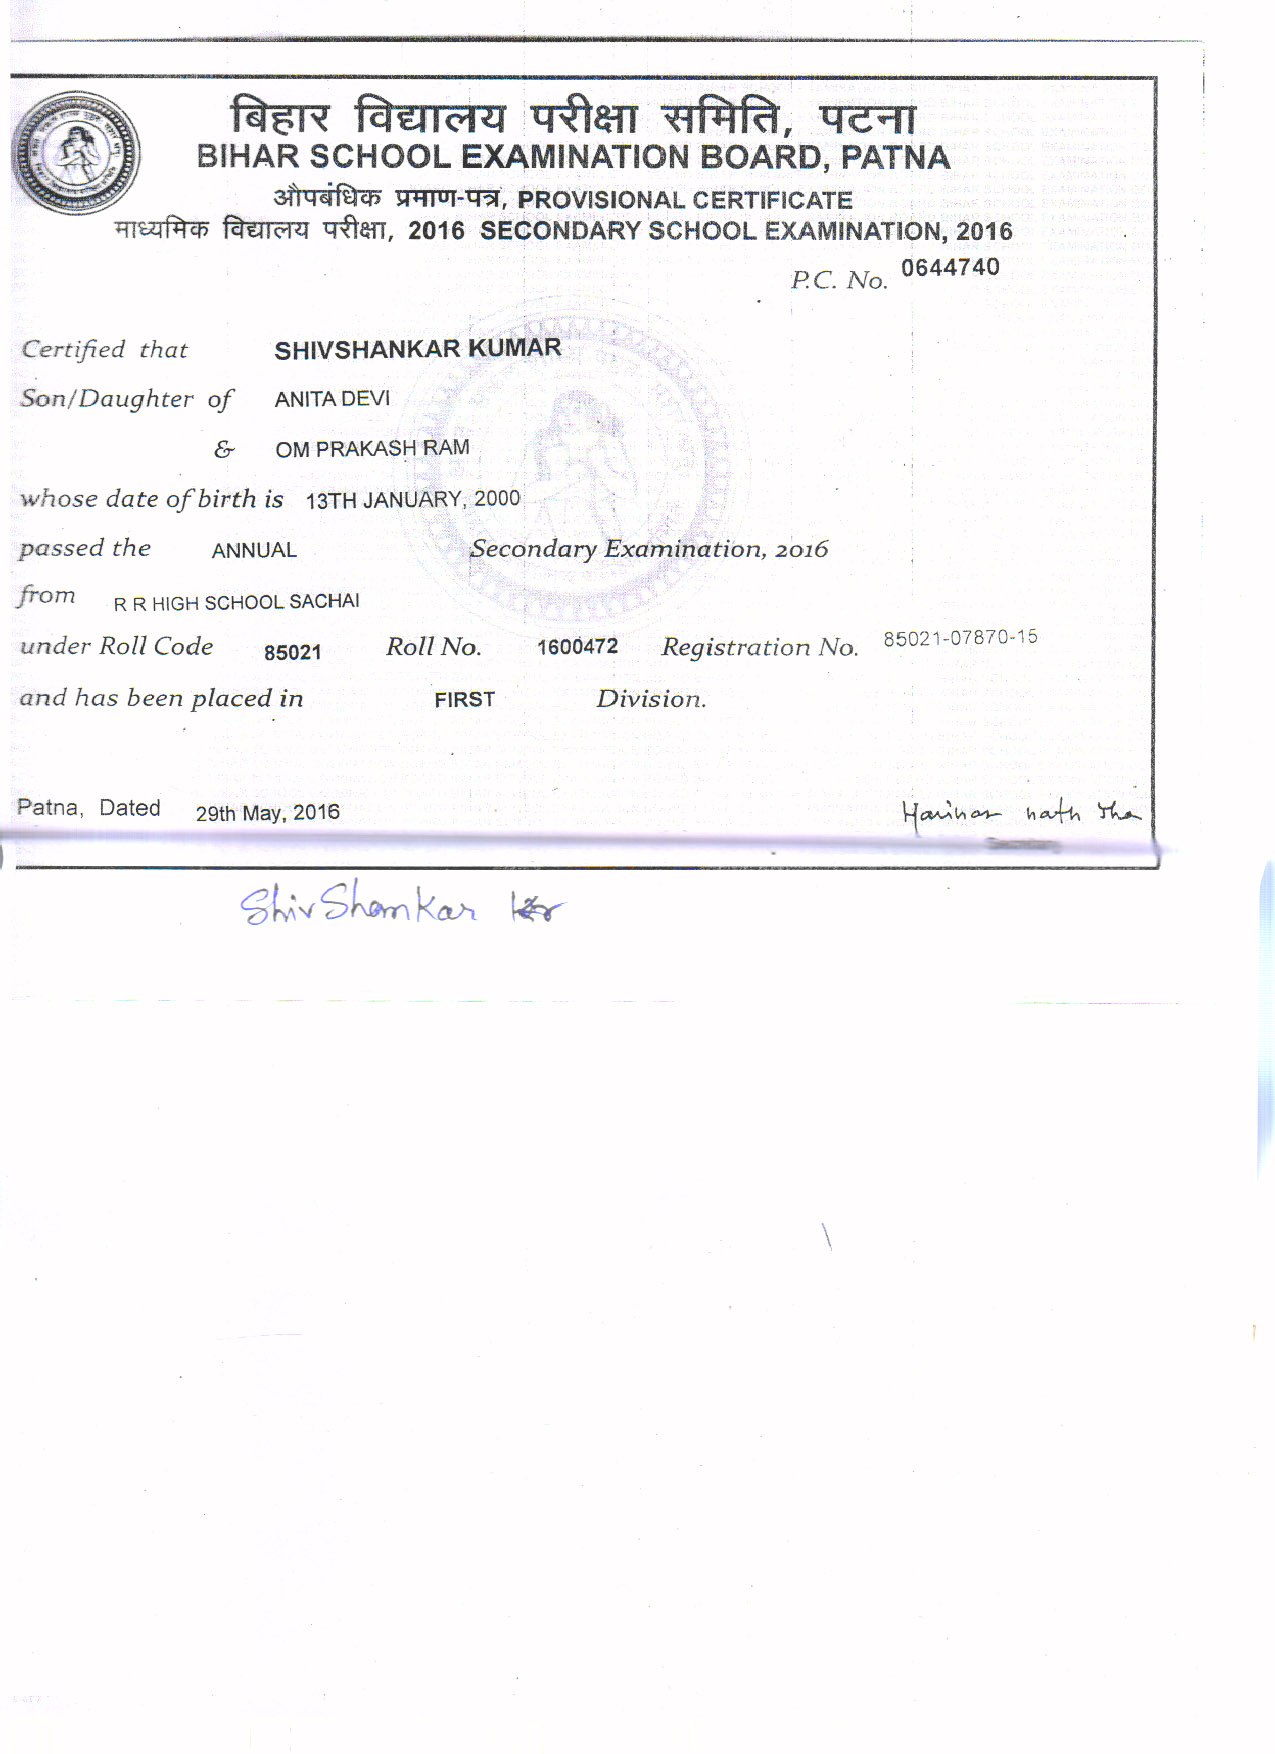 बिहार विद्यालय परीक्षा समिति, पटना
BIHAR SCHOOL EXAMINATION BOARD, PATNA
औपबंधिक प्रमाण-पत्र, PROVISIONAL CERTIFICATE
माध्यमिक विद्यालय परीक्षा, 2016 SECONDARY SCHOOL EXAMINATION, 2016
P.C. No. 0644740
Certified that SHIVSHANKAR KUMAR
Son/Daughter of ANITA DEVI
& OM PRAKASH RAM
whose date of birth is 13TH JANUARY, 2000
passed the ANNUAL Secondary Examination, 2016
from R R HIGH SCHOOL SACHAI
under Roll Code 85021 Roll No. 1600472 Registration No. 85021-07870-15
and has been placed in FIRST Division.
Patna, Dated 29th May, 2016 Harihar nath Jha
ShivShankar